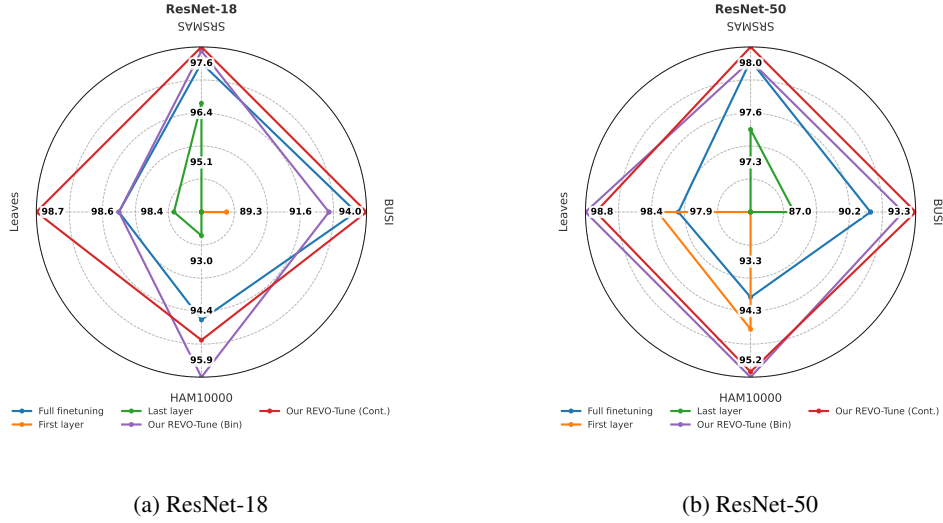 ResNet-18
SRSMAS
97.6
96.4
95.1
Leaves
98.7
98.6
98.4
89.3
91.6
94.0
BUSI
93.0
94.4
95.9
HAM10000
Full finetuning
First layer
Last layer
Our REVO-Tune (Bin)
Our REVO-Tune (Cont.)
(a) ResNet-18
ResNet-50
SRSMAS
98.0
97.6
97.3
Leaves
98.8
98.4
97.9
87.0
90.2
93.3
BUSI
93.3
94.3
95.2
HAM10000
Full finetuning
First layer
Last layer
Our REVO-Tune (Bin)
Our REVO-Tune (Cont.)
(b) ResNet-50